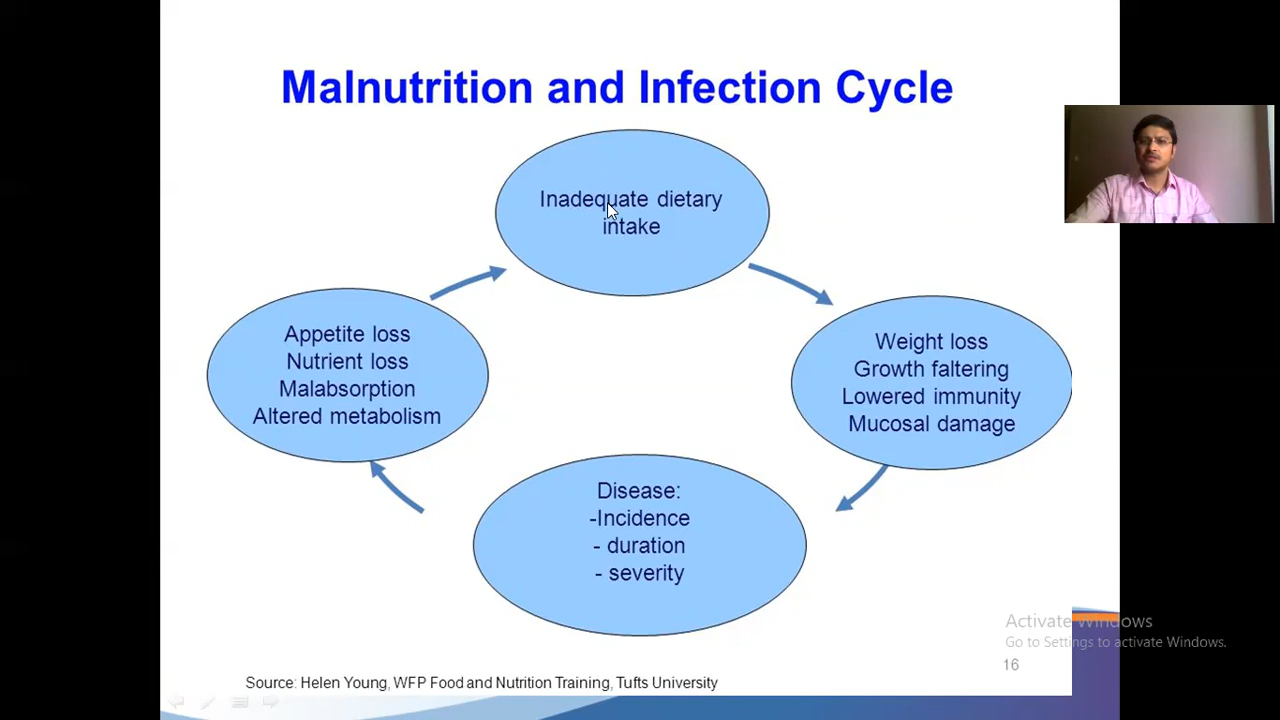 Malnutrition and Infection Cycle
Inadequate dietary
intake
Appetite loss
Nutrient loss
Malabsorption
Altered metabolism
Weight loss
Growth faltering
Lowered immunity
Mucosal damage
Disease:
-Incidence
- duration
- severity
Activate Windows
Go to Settings to activate Windows.
16
Source: Helen Young, WFP Food and Nutrition Training, Tufts University